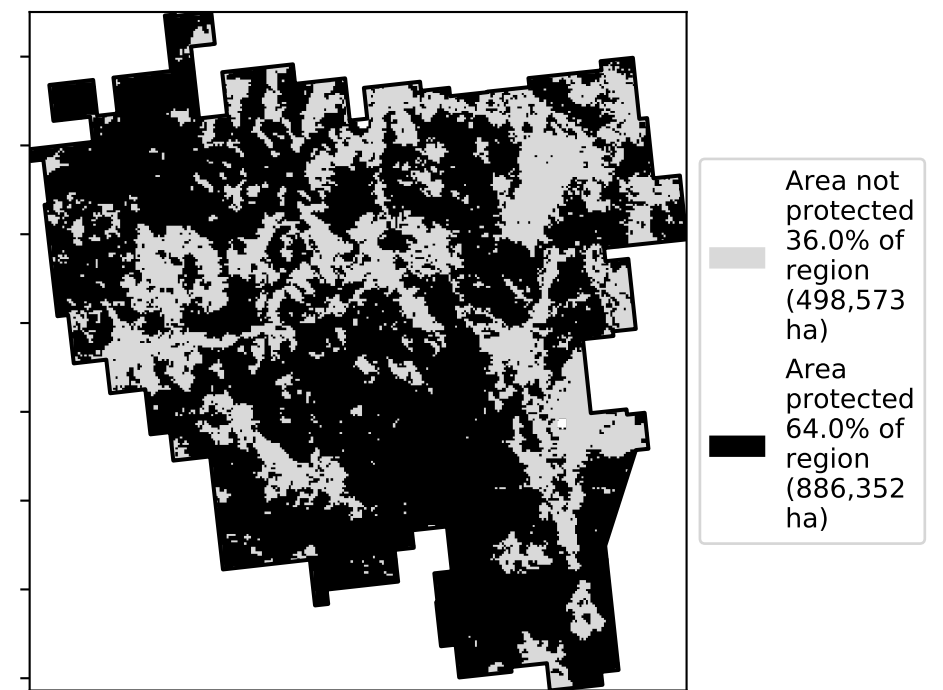 Area not
protected
36.0% of
region
(498,573
ha)
Area
protected
64.0% of
region
(886,352
ha)